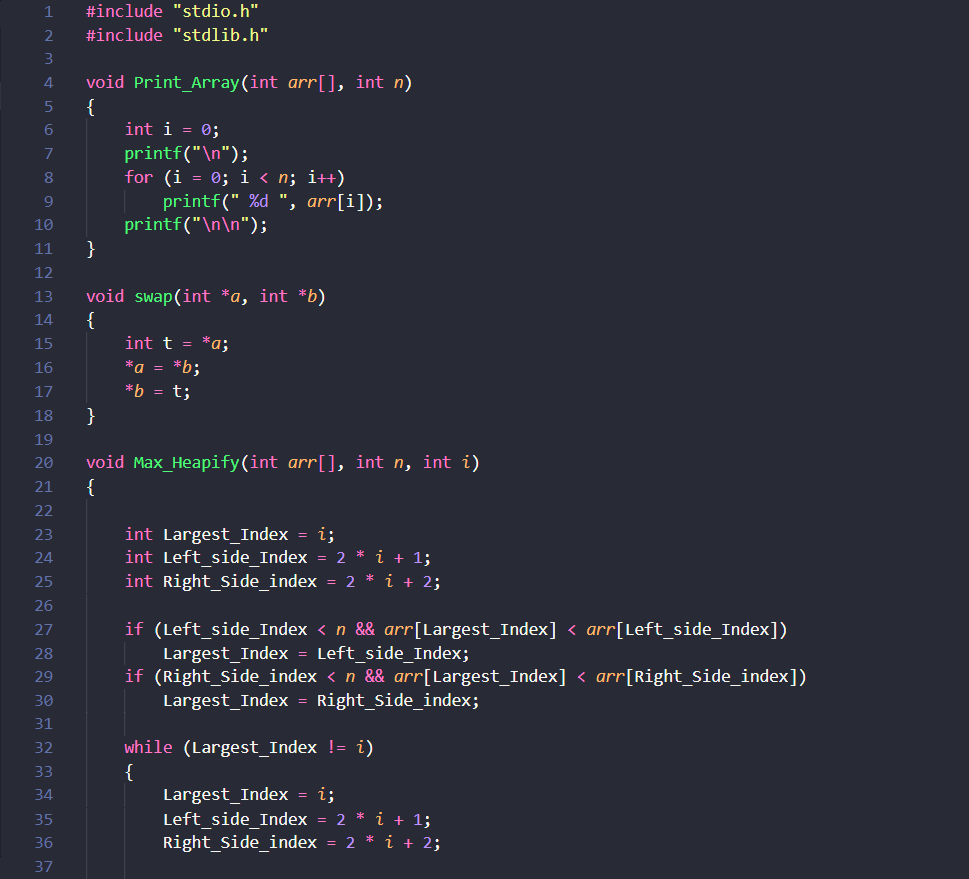 1 #include "stdio.h"
2 #include "stdlib.h"
3
4 void Print_Array(int arr[], int n)
5 {
6     int i = 0;
7     printf("\n");
8     for (i = 0; i < n; i++)
9         printf(" %d ", arr[i]);
10     printf("\n\n");
11 }
12
13 void swap(int *a, int *b)
14 {
15     int t = *a;
16     *a = *b;
17     *b = t;
18 }
19
20 void Max_Heapify(int arr[], int n, int i)
21 {
22
23     int Largest_Index = i;
24     int Left_side_Index = 2 * i + 1;
25     int Right_Side_index = 2 * i + 2;
26
27     if (Left_side_Index < n && arr[Largest_Index] < arr[Left_side_Index])
28         Largest_Index = Left_side_Index;
29     if (Right_Side_index < n && arr[Largest_Index] < arr[Right_Side_index])
30         Largest_Index = Right_Side_index;
31
32     while (Largest_Index != i)
33     {
34         Largest_Index = i;
35         Left_side_Index = 2 * i + 1;
36         Right_Side_index = 2 * i + 2;
37